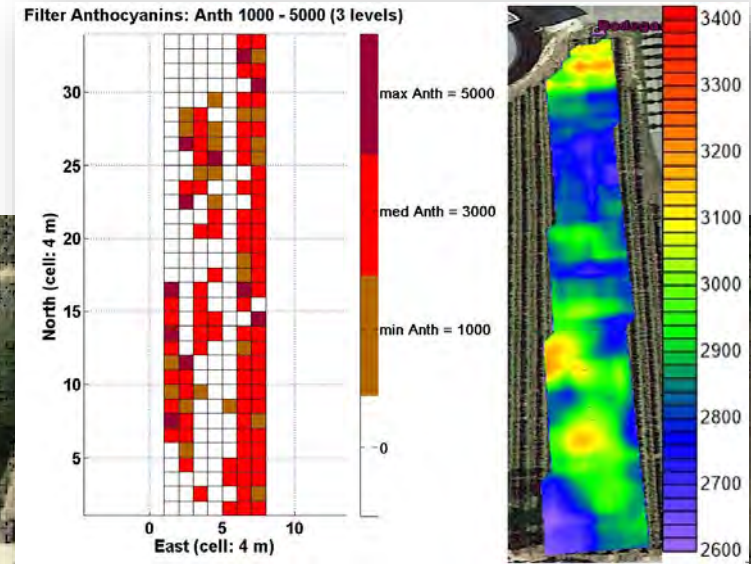 Filter Anthocyanins: Anth 1000 - 5000 (3 levels)
North (cell: 4 m)
30
25
20
15
10
5
0
5
10
East (cell: 4 m)
max Anth = 5000
med Anth = 3000
min Anth = 1000
0
Bodega
3400
3300
3200
3100
3000
2900
2800
2700
2600